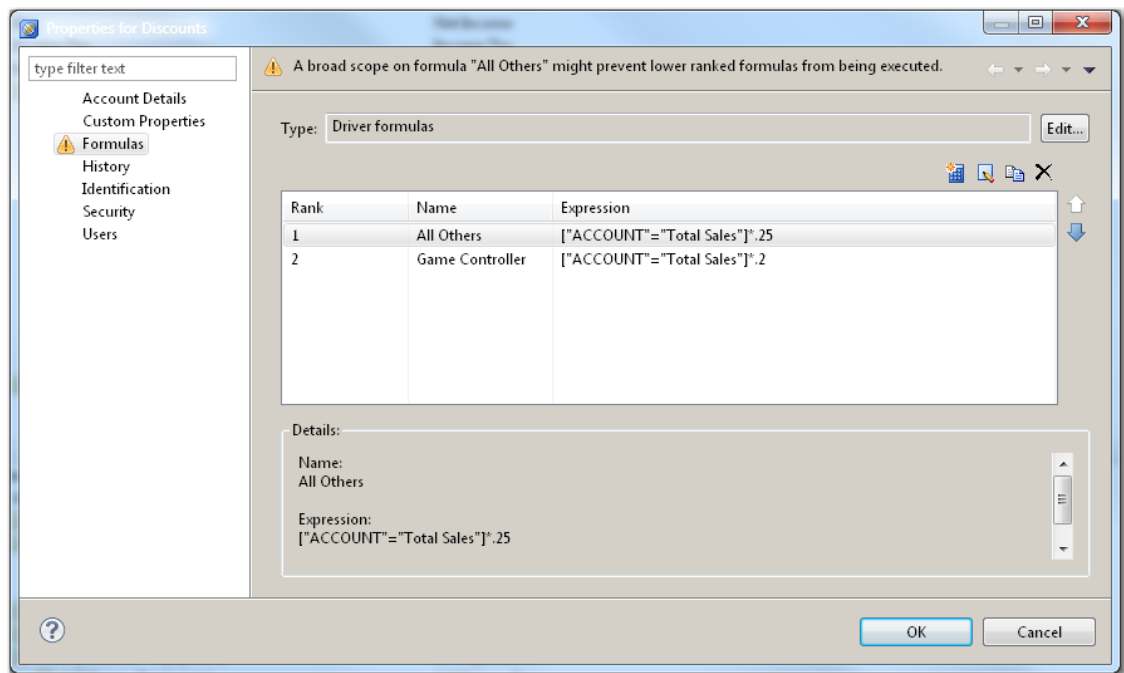 Properties for Discounts
type filter text
A broad scope on formula "All Others" might prevent lower ranked formulas from being executed.
Account Details
Custom Properties
Formulas
History
Identification
Security
Users
Type: Driver formulas Edit...
Rank Name Expression
1 All Others ["ACCOUNT"="Total Sales"]*.25
2 Game Controller ["ACCOUNT"="Total Sales"]*.2
Details:
Name:
All Others
Expression:
["ACCOUNT"="Total Sales"]*.25
OK Cancel